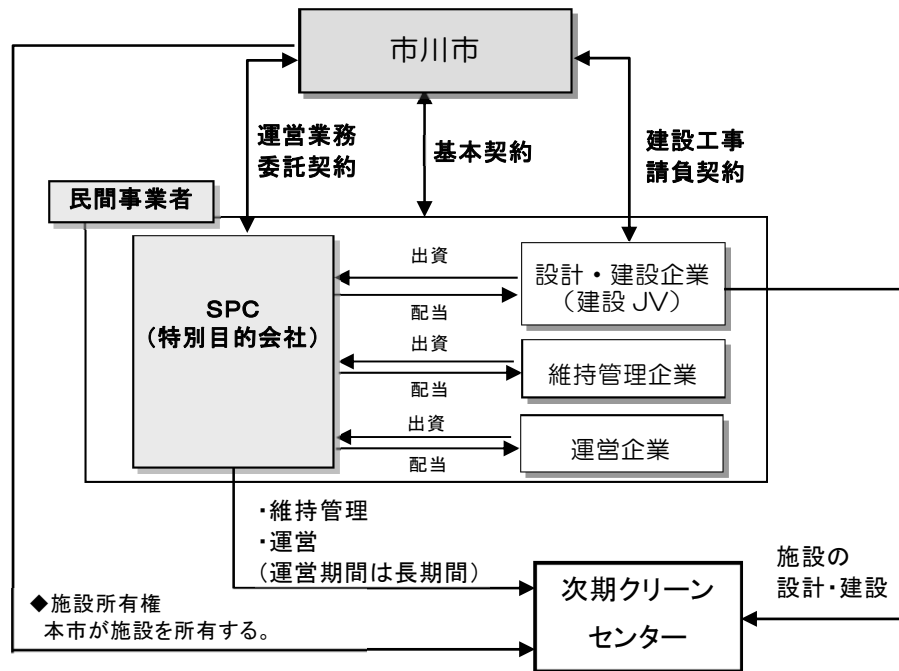 市川市
運営業務
委託契約
基本契約
建設工事
請負契約
民間事業者
SPC
(特別目的会社)
出資
配当
出資
配当
出資
配当
設計・建設企業
(建設 JV)
維持管理企業
運営企業
・維持管理
・運営
(運営期間は長期間)
◆施設所有権
本市が施設を所有する。
次期クリーン
センター
施設の
設計・建設